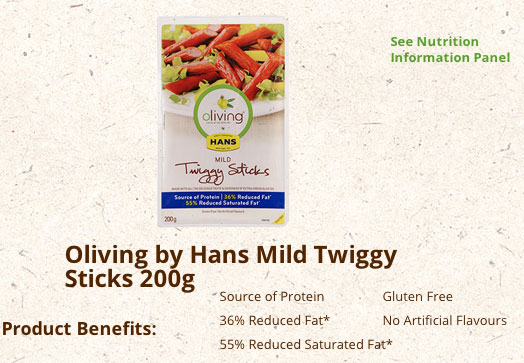 See Nutrition
Information Panel
oliving
HANS
MILD
Twiggy Sticks
Source of Protein | 36% Reduced Fat*
55% Reduced Saturated Fat*
200g
Oliving by Hans Mild Twiggy
Sticks 200g
Product Benefits:
Source of Protein
Gluten Free
36% Reduced Fat*
No Artificial Flavours
55% Reduced Saturated Fat*